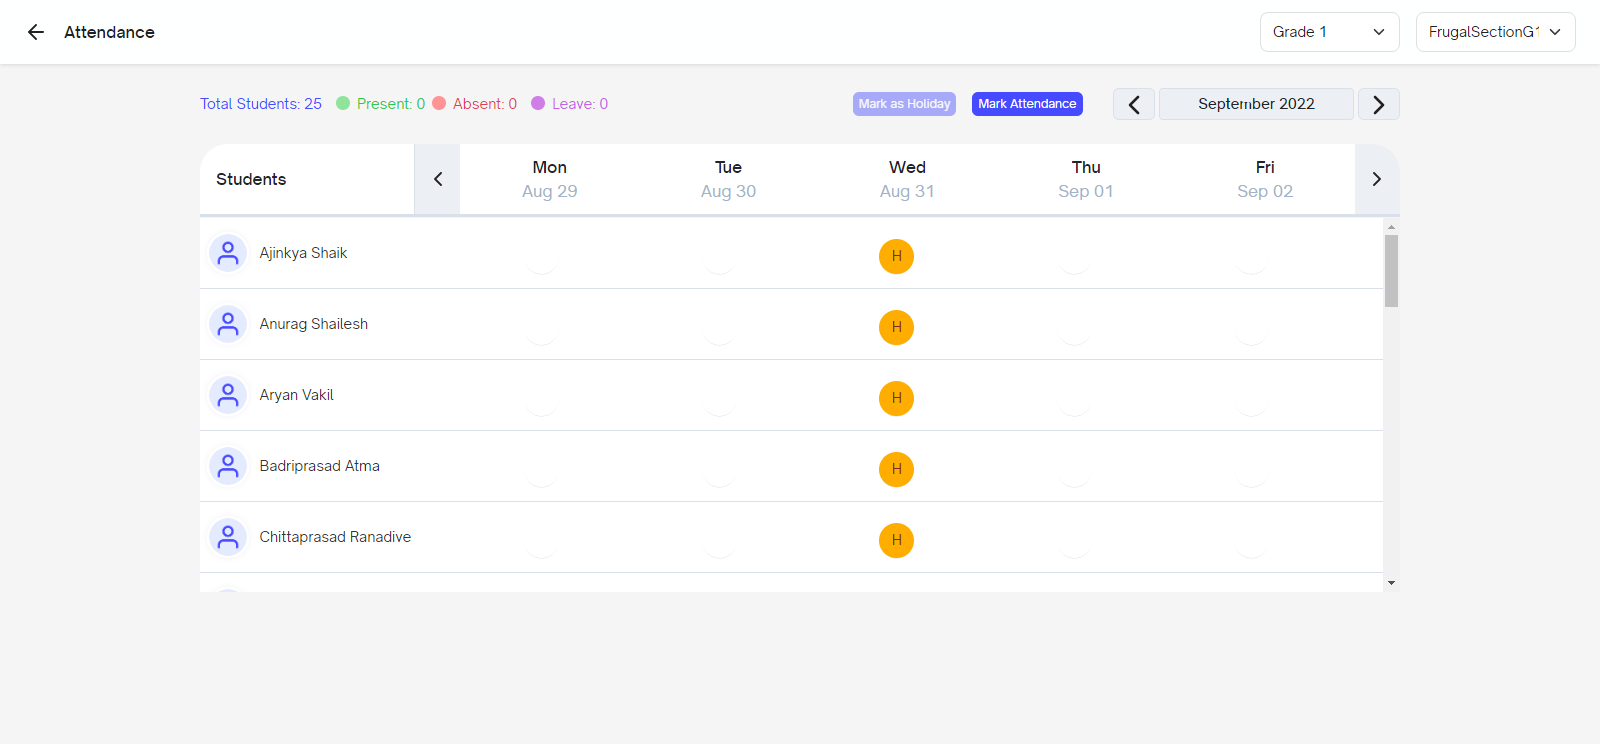 Attendance
Grade 1
FrugalSectionG1
Total Students: 25 Present: 0 Absent: 0 Leave: 0
Mark as Holiday
Mark Attendance
September 2022
Students
Mon Tue Wed Thu Fri
Aug 29 Aug 30 Aug 31 Sep 01 Sep 02
Ajinkya Shaik H
Anurag Shailesh H
Aryan Vakil H
Badriprasad Atma H
Chittaprasad Ranadive H